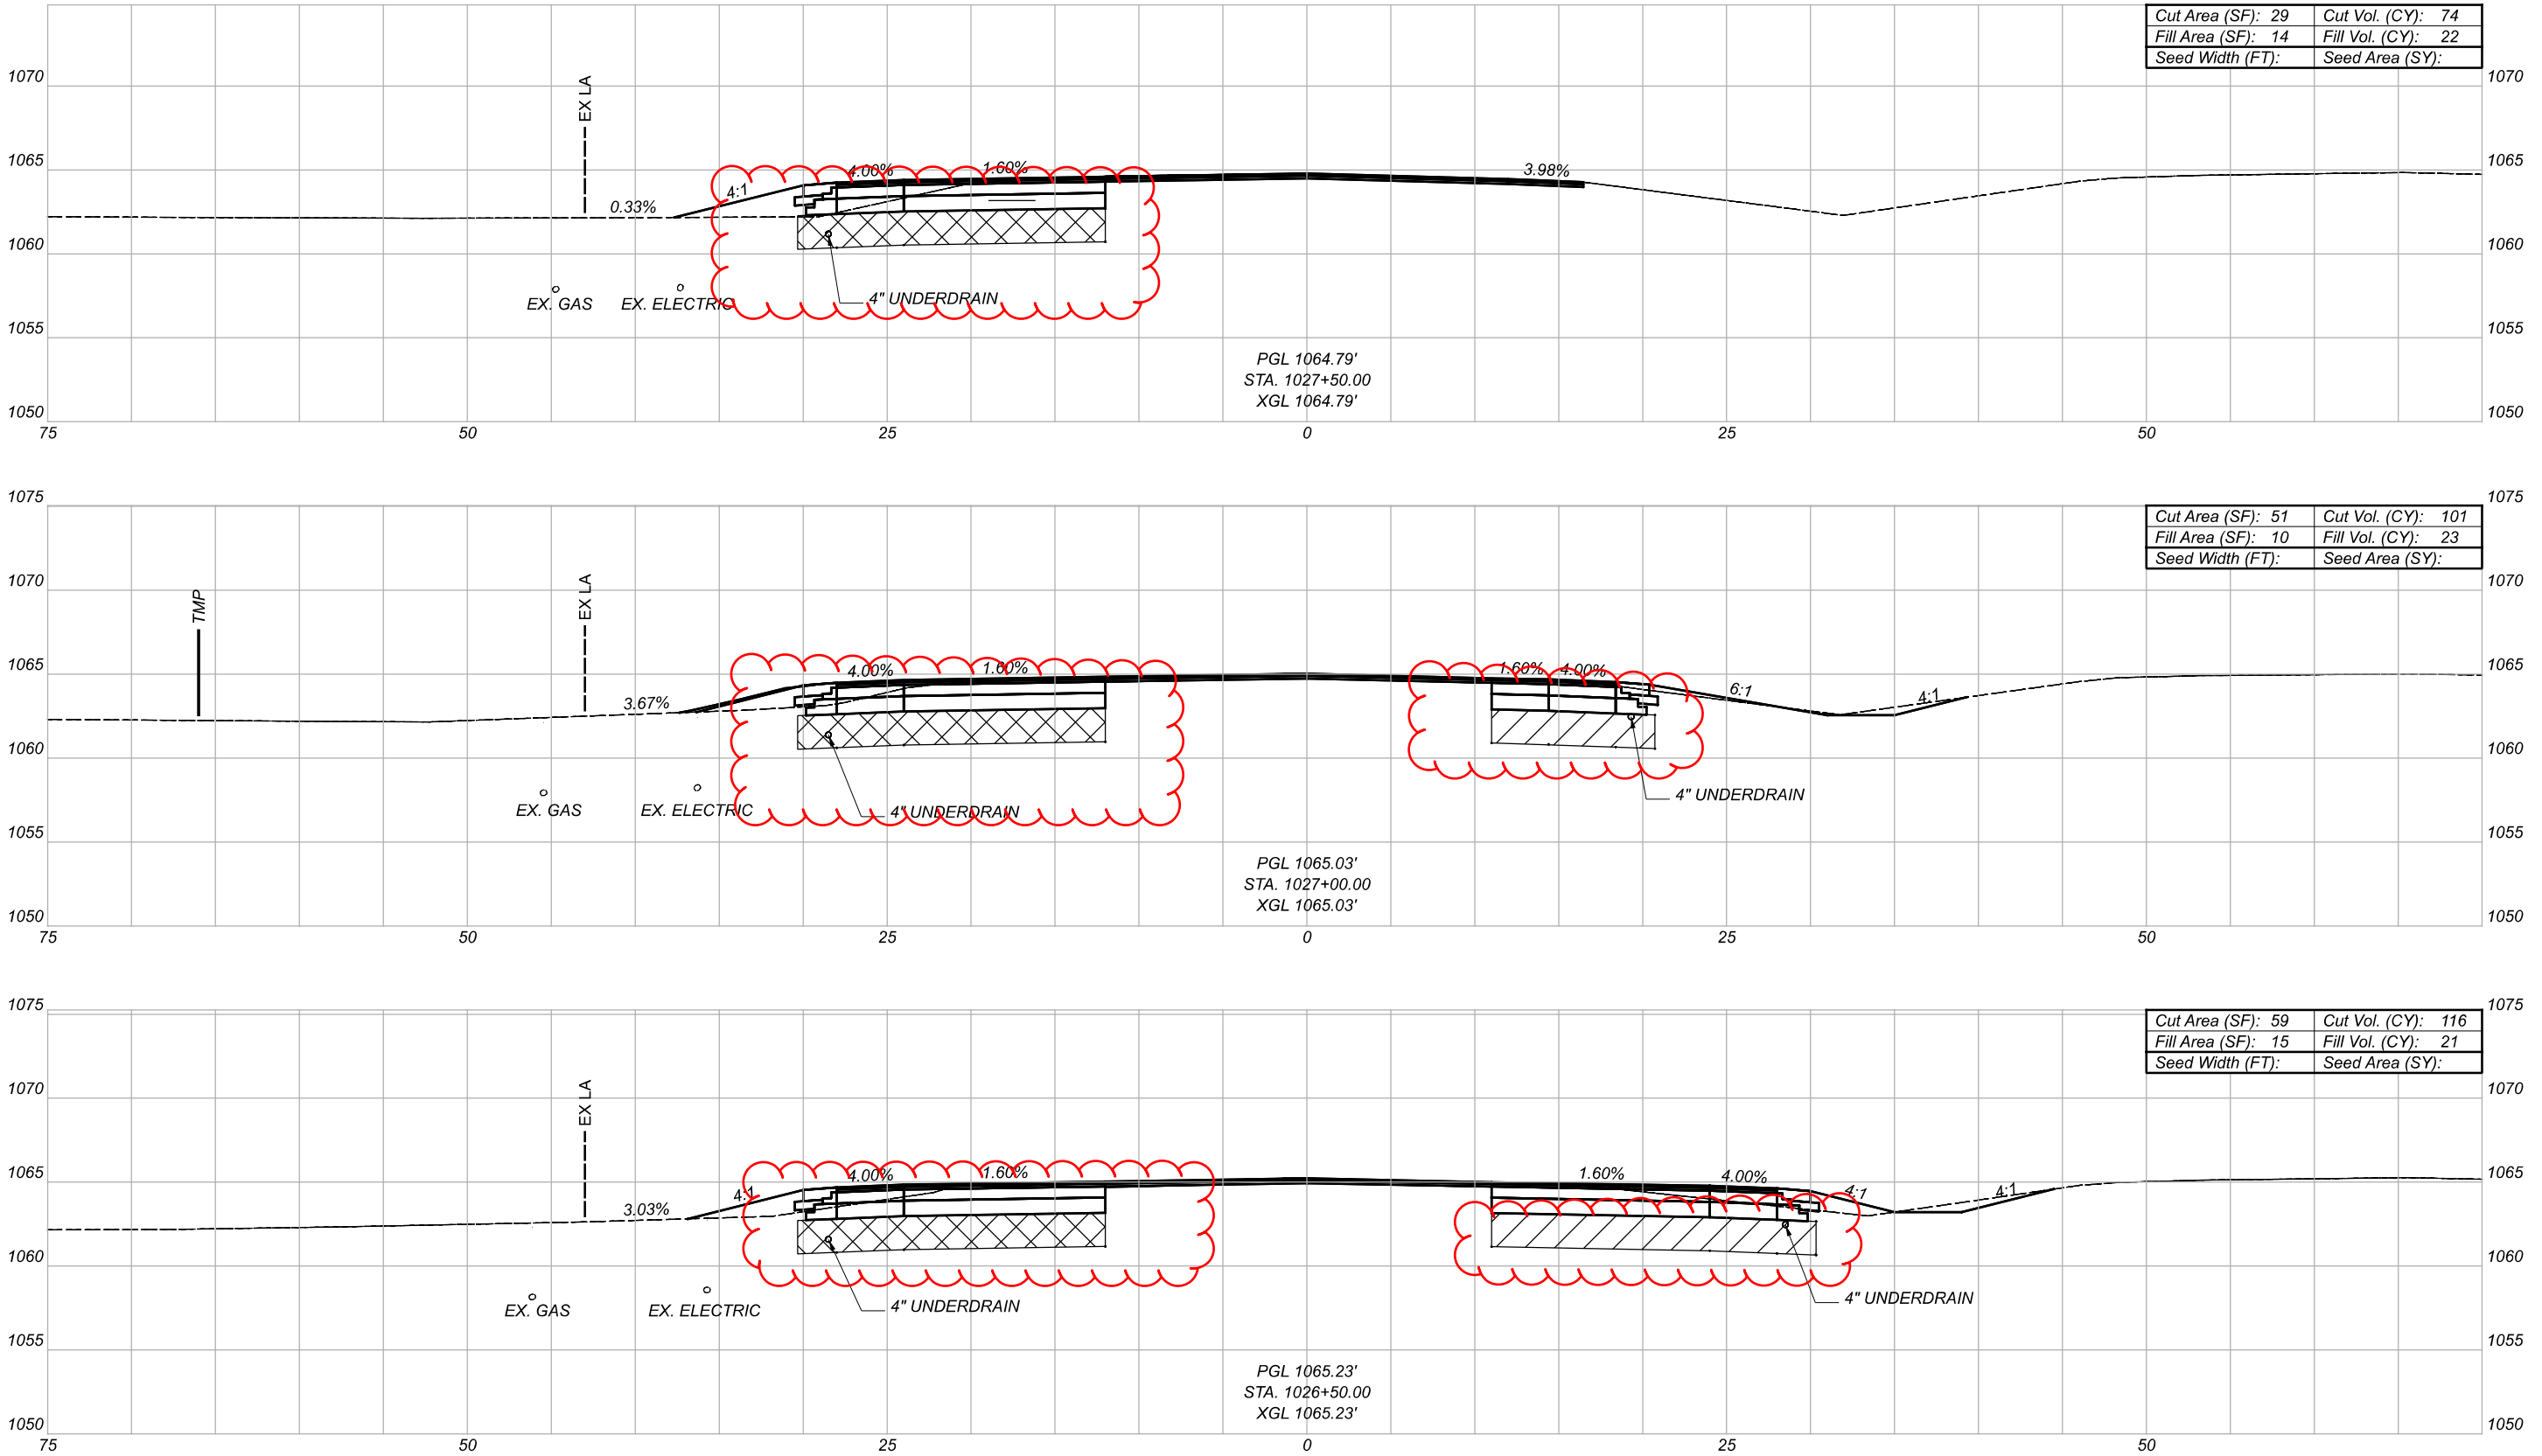 Cut Area (SF): 29 Cut Vol. (CY): 74
Fill Area (SF): 14 Fill Vol. (CY): 22
Seed Width (FT): Seed Area (SY):
1070 1070
EX LA
1065 4:1 4.00% 1.60% 3.98% 1065
0.33%
1060 1060
EX. GAS EX. ELECTRIC 4" UNDERDRAIN
1055 1055
PGL 1064.79'
STA. 1027+50.00
XGL 1064.79'
1050 1050
75 50 25 0 25 50
1075 1075
Cut Area (SF): 51 Cut Vol. (CY): 101
Fill Area (SF): 10 Fill Vol. (CY): 23
Seed Width (FT): Seed Area (SY):
1070 1070
TMP EX LA
1065 4.00% 1.60% 1.60% 4.00% 1065
3.67% 6:1 4:1
1060 1060
EX. GAS EX. ELECTRIC 4" UNDERDRAIN 4" UNDERDRAIN
1055 1055
PGL 1065.03'
STA. 1027+00.00
XGL 1065.03'
1050 1050
75 50 25 0 25 50
1075 1075
Cut Area (SF): 59 Cut Vol. (CY): 116
Fill Area (SF): 15 Fill Vol. (CY): 21
Seed Width (FT): Seed Area (SY):
1070 1070
EX LA
1065 4.00% 1.60% 1.60% 4.00% 1065
3.03% 4:1 4:1 4:1
1060 1060
EX. GAS EX. ELECTRIC 4" UNDERDRAIN 4" UNDERDRAIN
1055 1055
PGL 1065.23'
STA. 1026+50.00
XGL 1065.23'
1050 1050
75 50 25 0 25 50